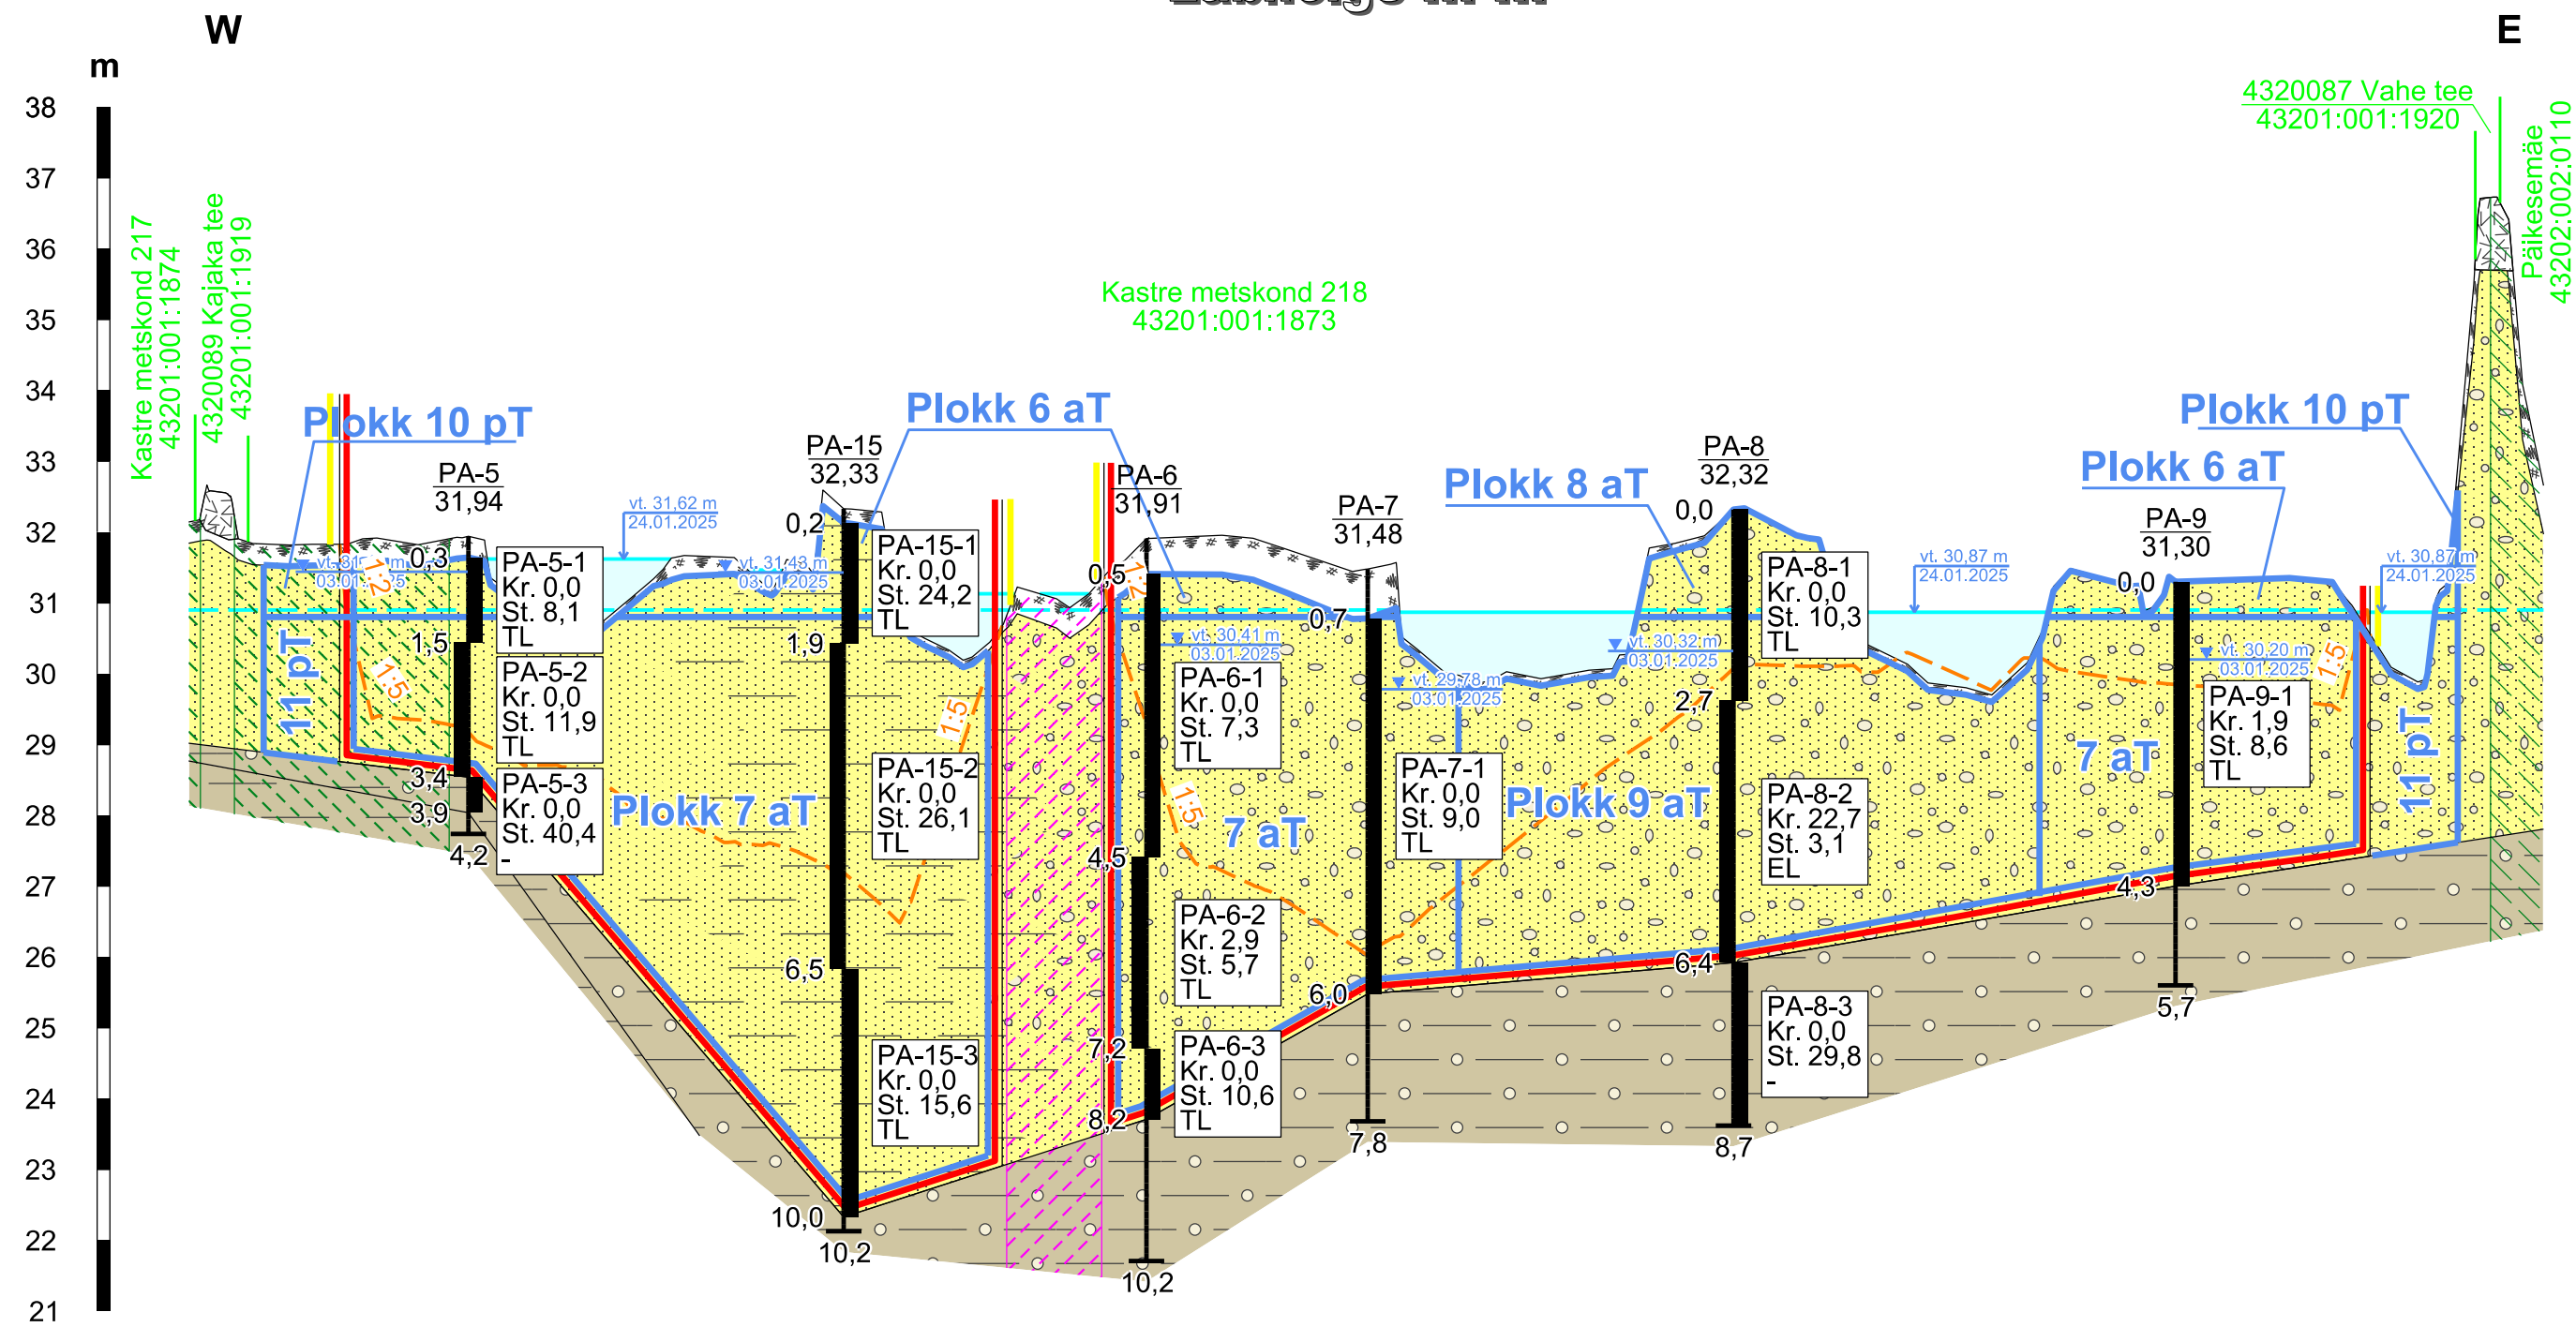 W
E
m
38
37
36
35
34
33
32
31
30
29
28
27
26
25
24
23
22
21
Kastre metskond 217
43201:001:1874
4320089 Kajaka tee
43201:001:1919
Kastre metskond 218
43201:001:1873
4320087 Vahe tee
43201:001:1920
Päikesemäe
43202:002:0110
Plokk 10 pT
Plokk 6 aT
Plokk 8 aT
Plokk 6 aT
Plokk 10 pT
11 pT
Plokk 7 aT
7 aT
Plokk 9 aT
7 aT
11 pT
PA-5
31,94
0,3
1,5
3,4
3,9
4,2
PA-5-1
Kr. 0,0
St. 8,1
TL
PA-5-2
Kr. 0,0
St. 11,9
TL
PA-5-3
Kr. 0,0
St. 40,4
-
1:2
1:5
vt. 31,62 m
24.01.2025
vt. 31,43 m
03.01.2025
PA-15
32,33
0,2
1,9
6,5
10,0
10,2
PA-15-1
Kr. 0,0
St. 24,2
TL
PA-15-2
Kr. 0,0
St. 26,1
TL
PA-15-3
Kr. 0,0
St. 15,6
TL
1:5
PA-6
31,91
0,5
4,5
7,2
8,2
10,2
vt. 30,41 m
03.01.2025
PA-6-1
Kr. 0,0
St. 7,3
TL
1:5
PA-6-2
Kr. 2,9
St. 5,7
TL
PA-6-3
Kr. 0,0
St. 10,6
TL
PA-7
31,48
0,7
6,0
7,8
vt. 29,78 m
03.01.2025
PA-7-1
Kr. 0,0
St. 9,0
TL
PA-8
32,32
0,0
2,7
6,4
8,7
vt. 30,32 m
03.01.2025
PA-8-1
Kr. 0,0
St. 10,3
TL
PA-8-2
Kr. 22,7
St. 3,1
EL
PA-8-3
Kr. 0,0
St. 29,8
-
vt. 30,87 m
24.01.2025
PA-9
31,30
0,0
4,3
5,7
vt. 30,20 m
03.01.2025
PA-9-1
Kr. 1,9
St. 8,6
TL
1:5
vt. 30,87 m
24.01.2025